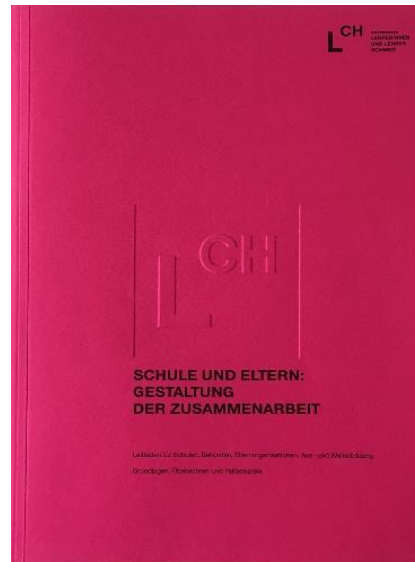 LCH
LEHRERINNEN
UND LEHRER
SCHWEIZ
LCH
SCHULE UND ELTERN:
GESTALTUNG
DER ZUSAMMENARBEIT
Leitfaden für Schulen, Behörden, Elternorganisationen, Aus- und Weiterbildung
Grundlagen, Übersichten und Fallbeispiele